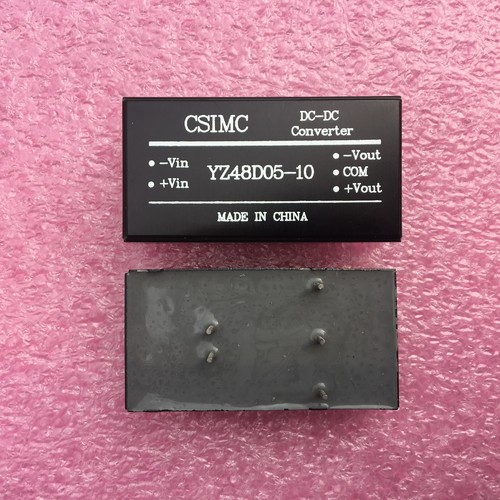 CSIMC
DC-DC
Converter
-Vin
+Vin
YZ48D05-10
-Vout
COM
+Vout
MADE IN CHINA